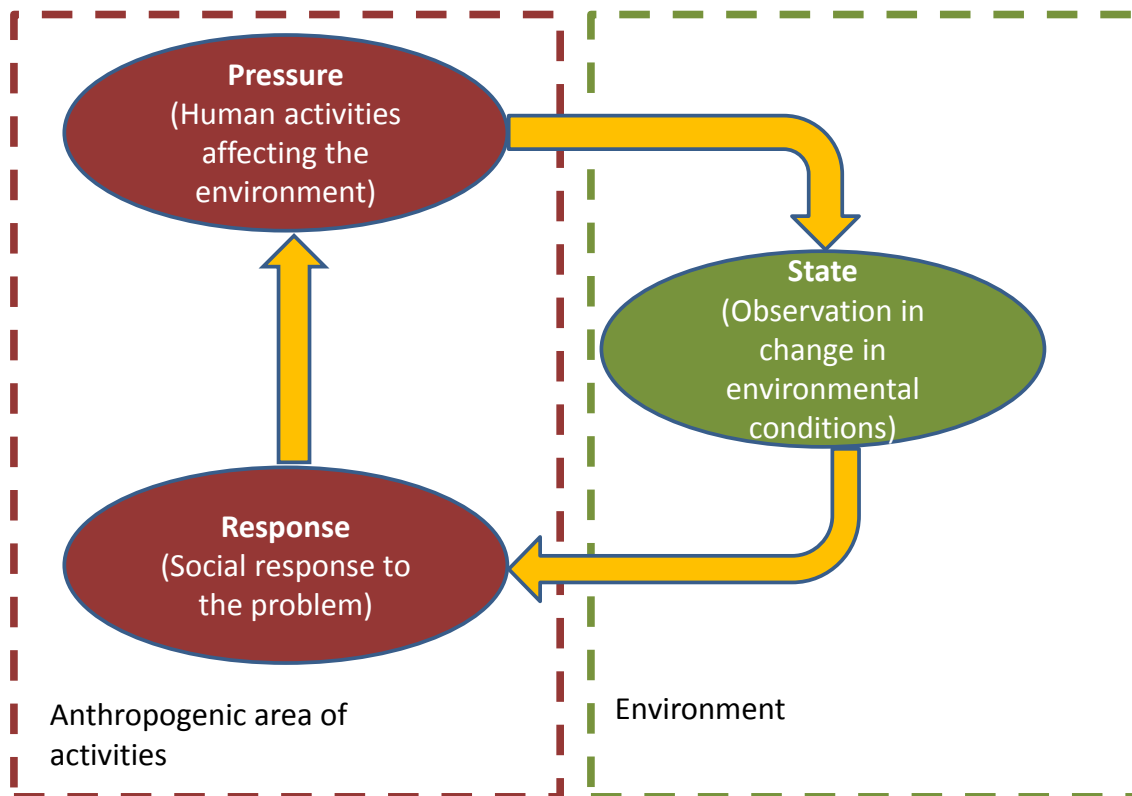 Pressure
(Human activities
affecting the
environment)
State
(Observation in
change in
environmental
conditions)
Response
(Social response to
the problem)
Anthropogenic area of
activities
Environment